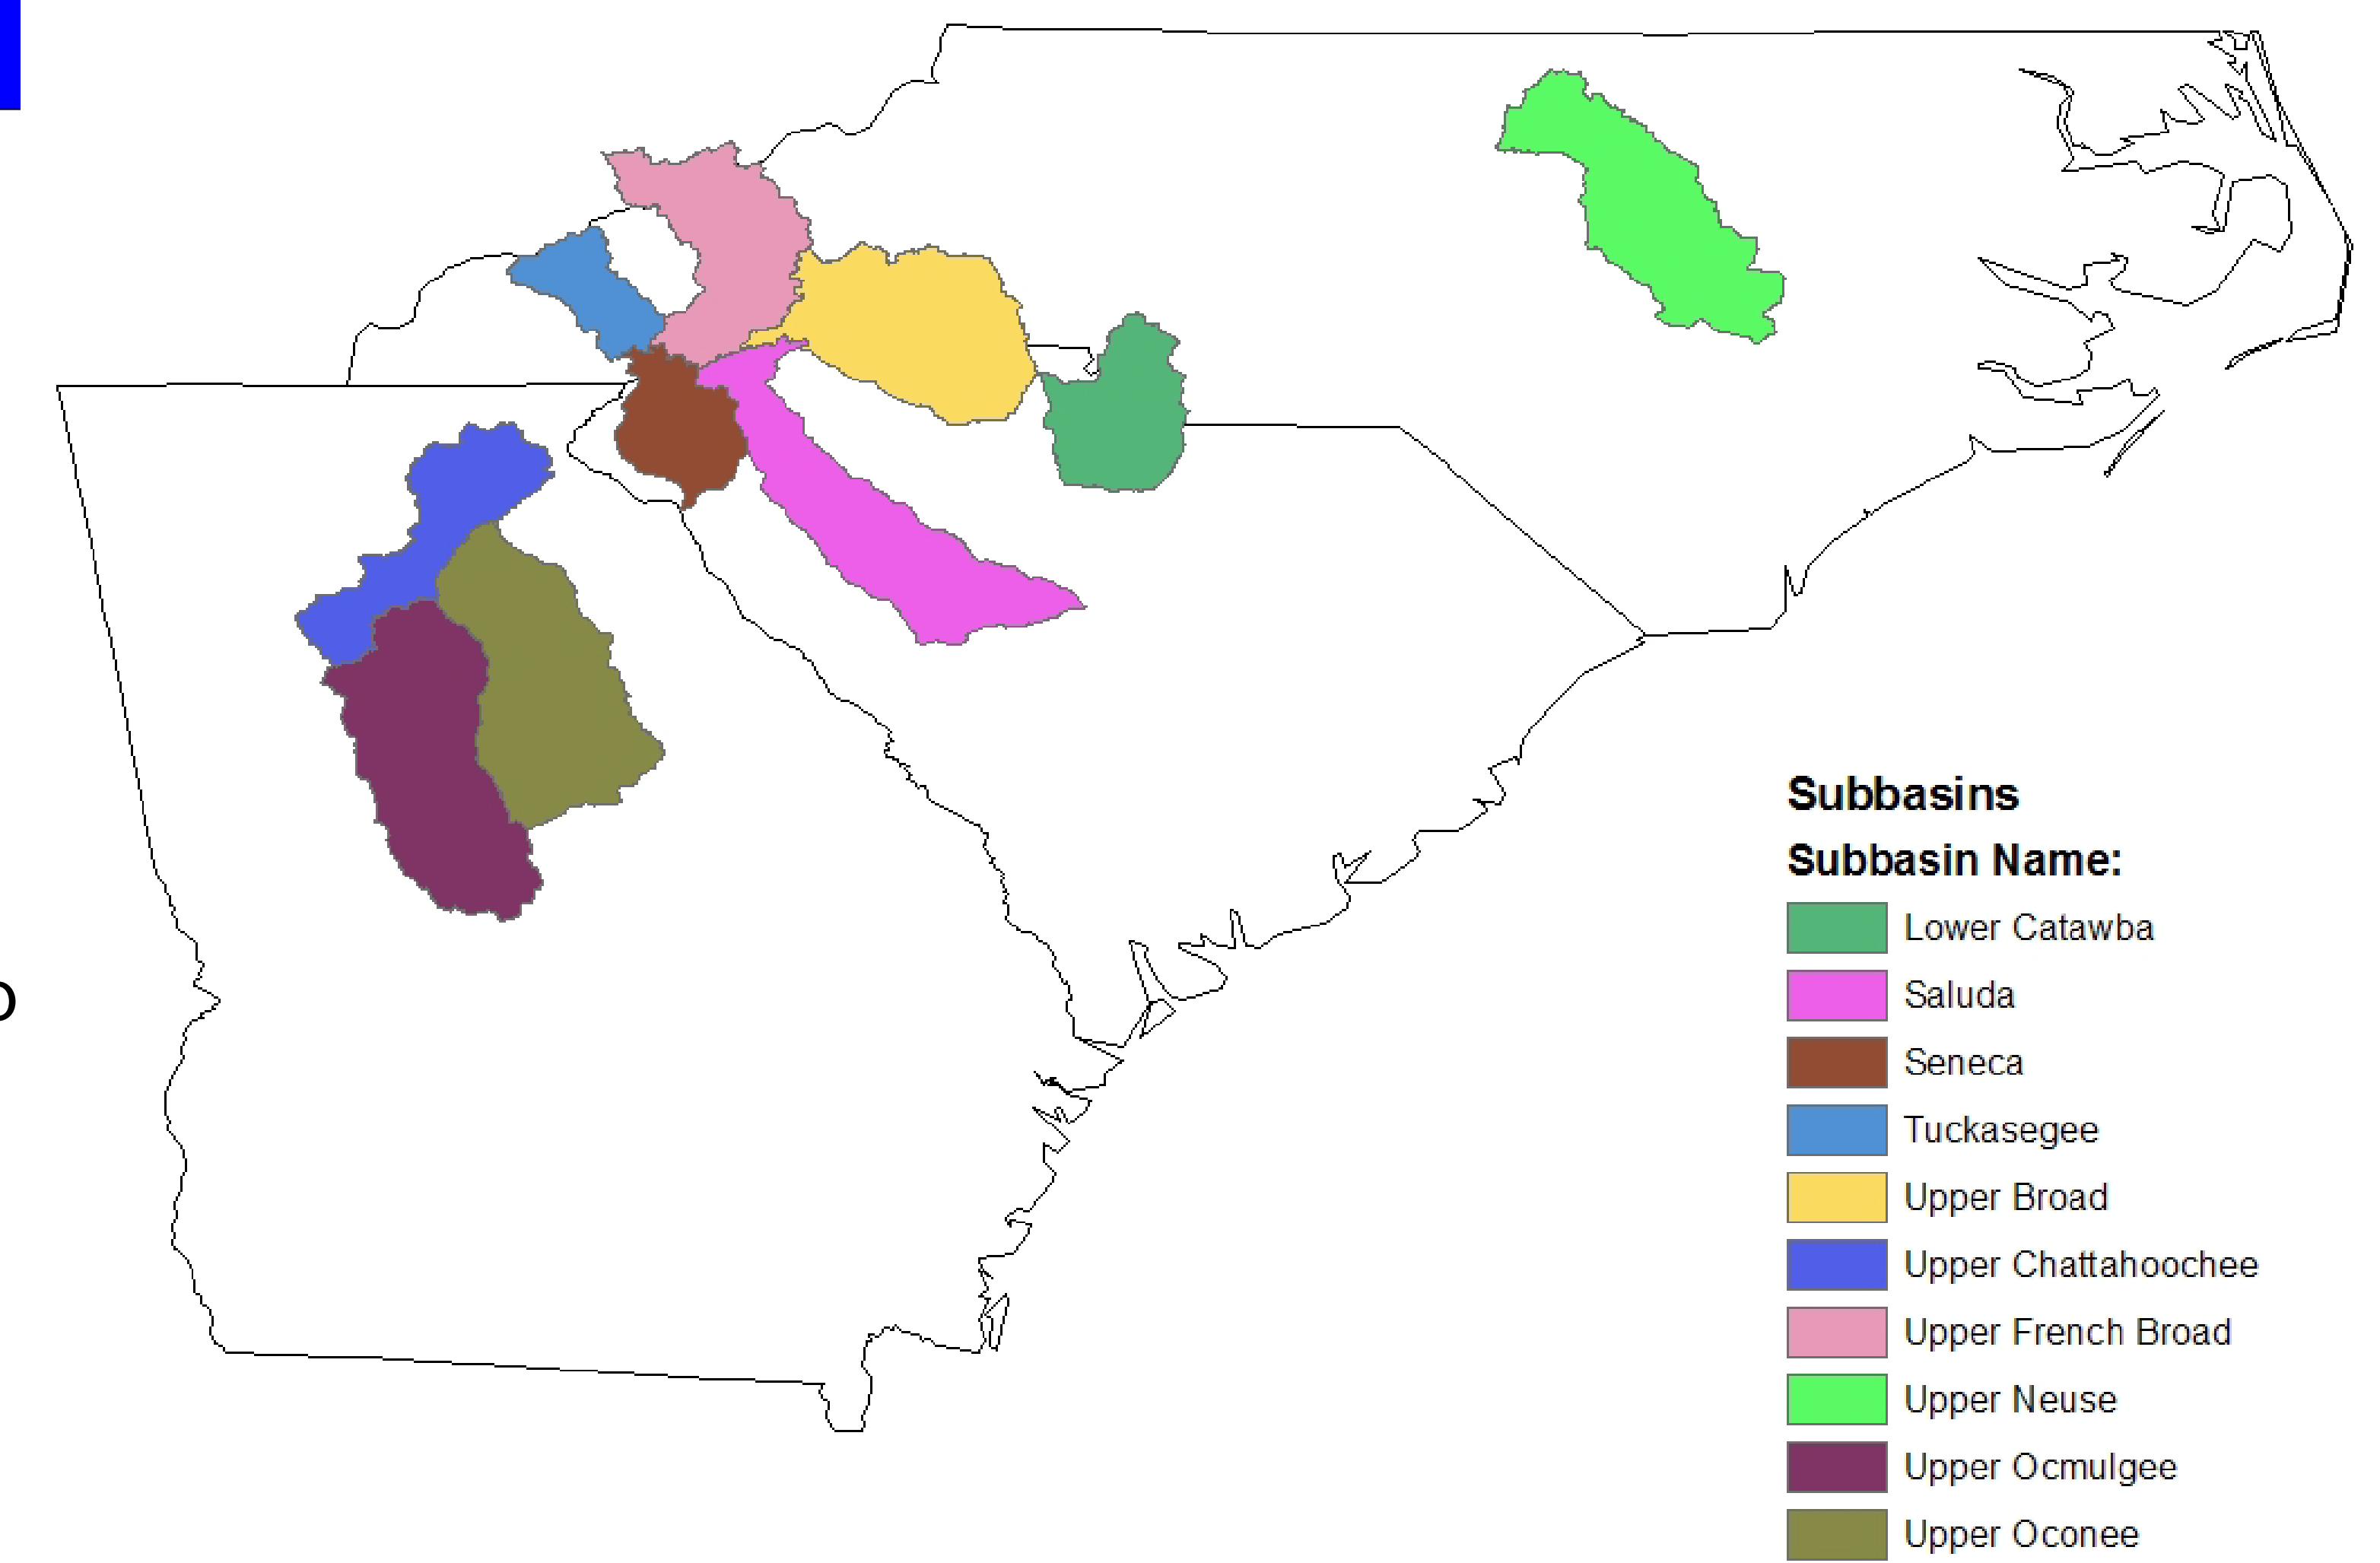 Subbasins
Subbasin Name:
Lower Catawba
Saluda
Seneca
Tuckasegee
Upper Broad
Upper Chattahoochee
Upper French Broad
Upper Neuse
Upper Ocmulgee
Upper Oconee